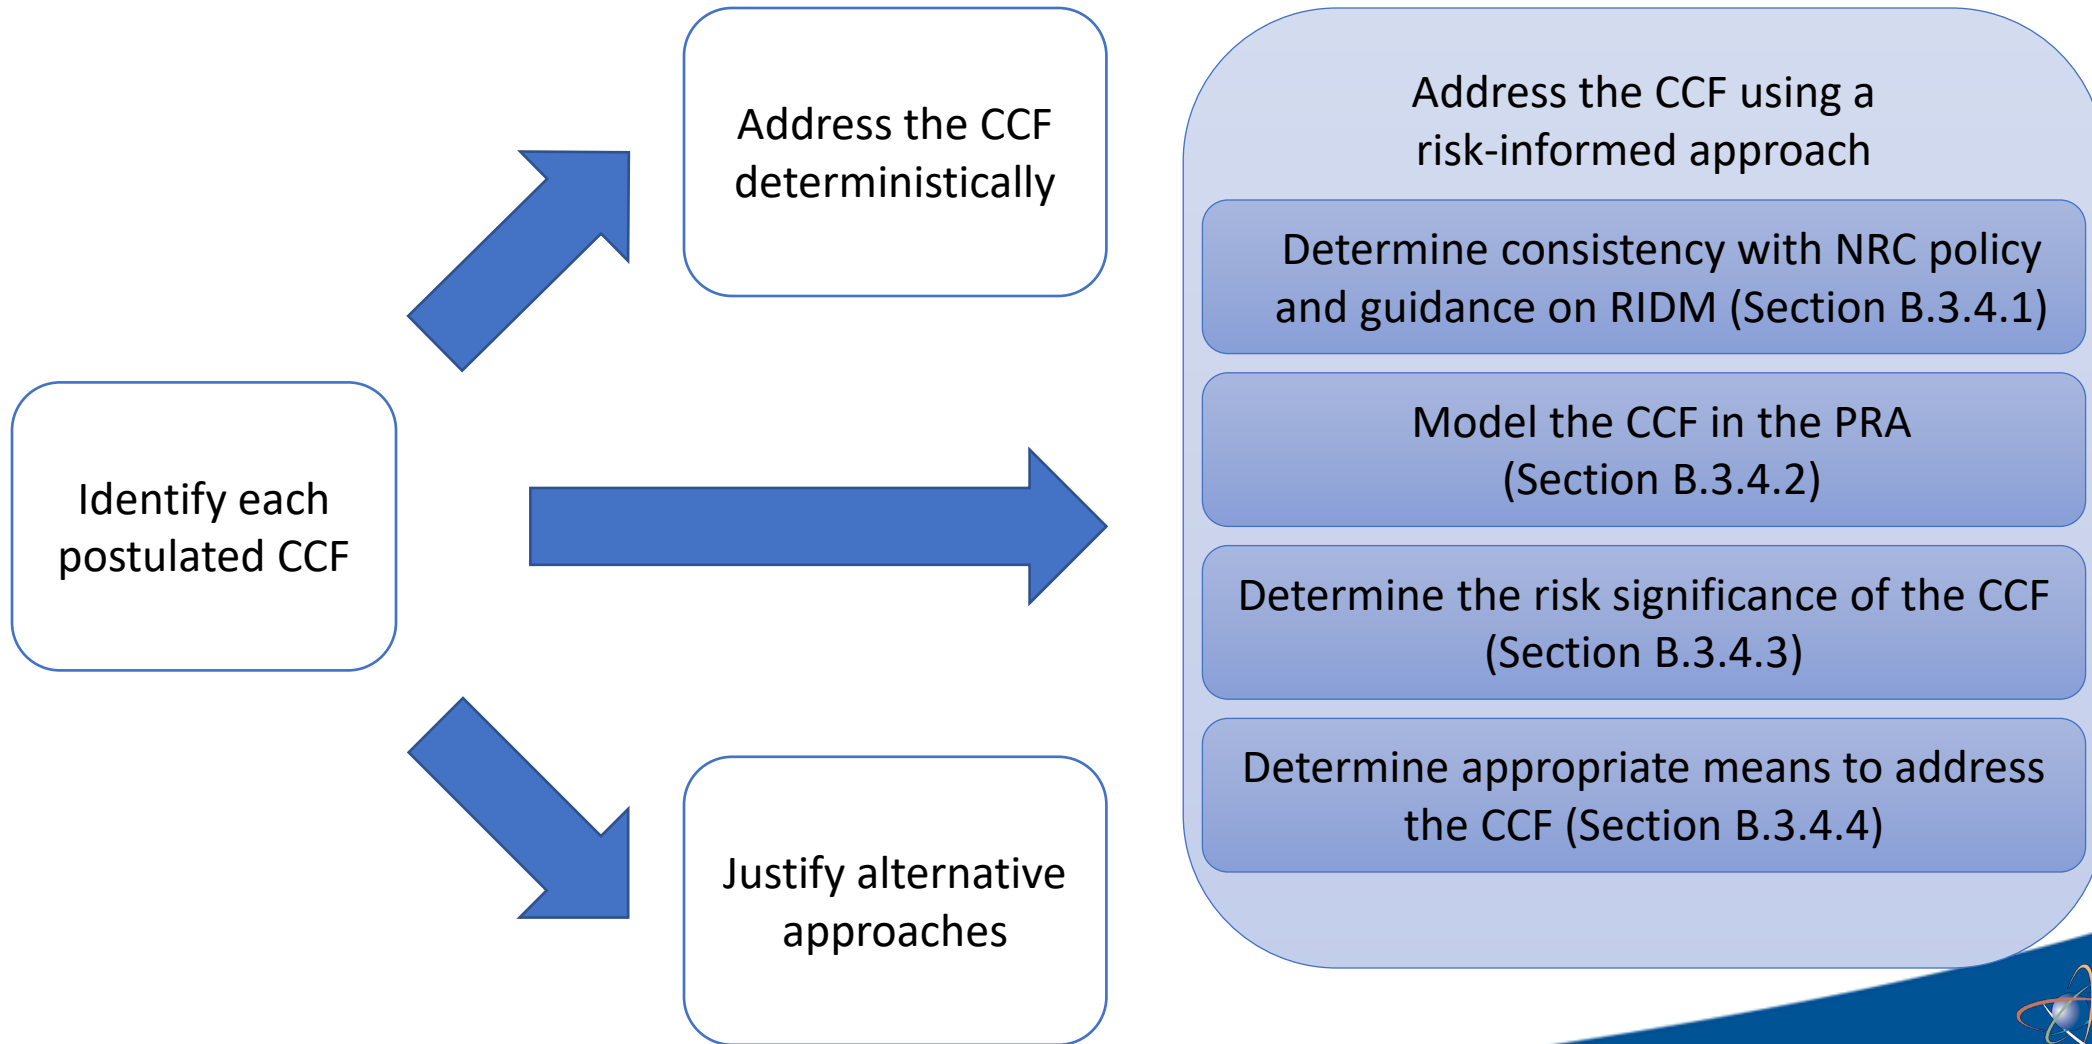 Identify each
postulated CCF
Address the CCF
deterministically
Justify alternative
approaches
Address the CCF using a
risk-informed approach
Determine consistency with NRC policy
and guidance on RIDM (Section B.3.4.1)
Model the CCF in the PRA
(Section B.3.4.2)
Determine the risk significance of the CCF
(Section B.3.4.3)
Determine appropriate means to address
the CCF (Section B.3.4.4)